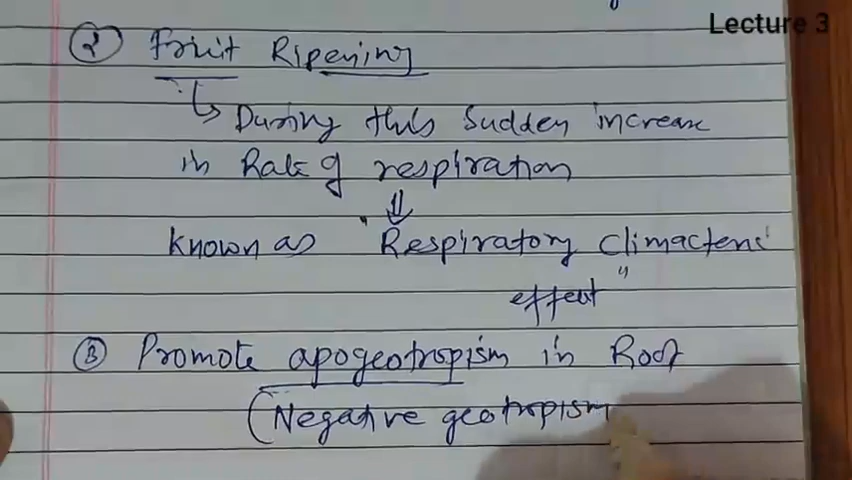 Lecture 3
② Fruit Ripening
↳ During this sudden increase
in Rate of respiration
⇓
known as "Respiratory climacteric
effect"
③ Promote apogeotropism in Root
(Negative geotropism